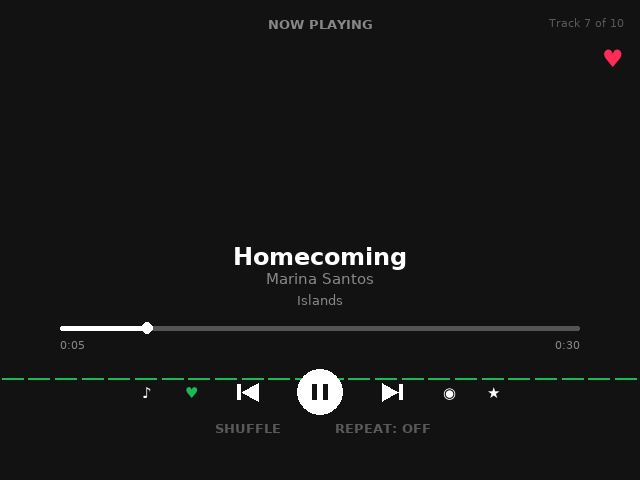 NOW PLAYING
Track 7 of 10
Homecoming
Marina Santos
Islands
0:05
0:30
SHUFFLE
REPEAT: OFF